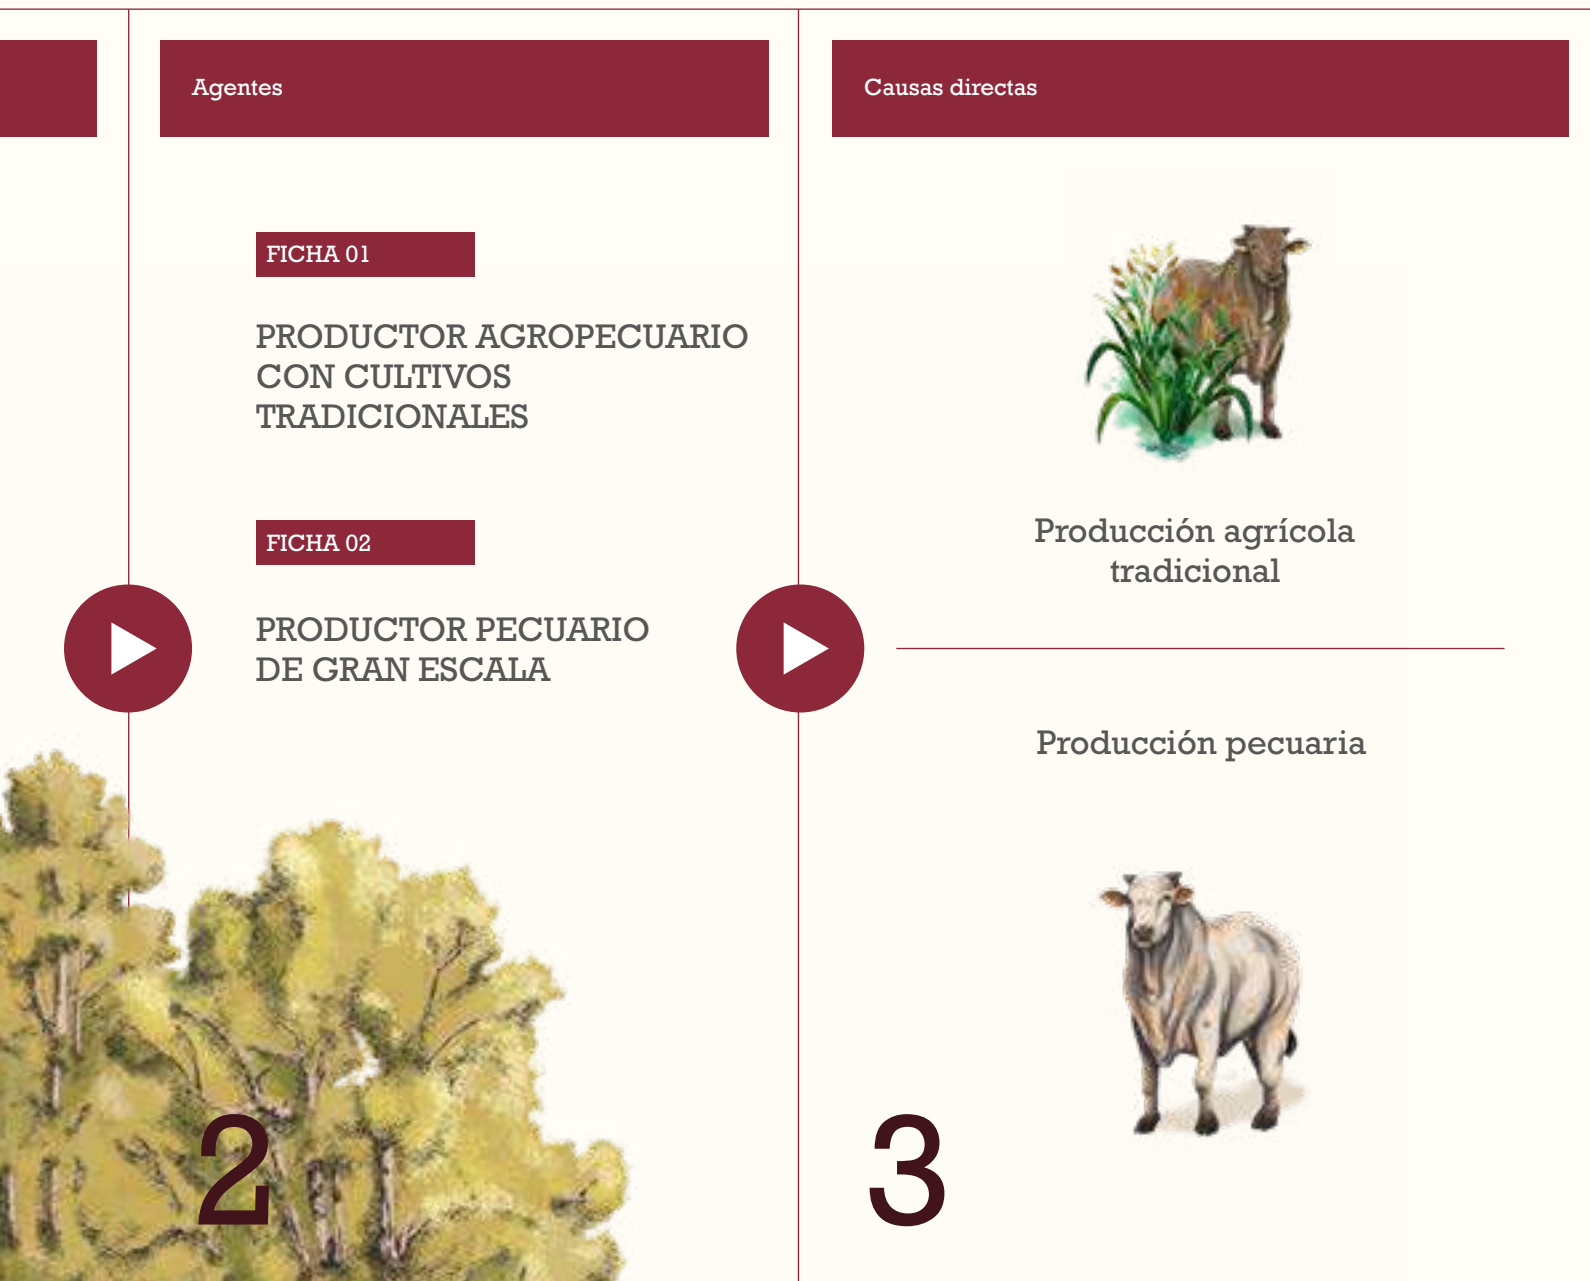 Agentes
FICHA 01
PRODUCTOR AGROPECUARIO
CON CULTIVOS
TRADICIONALES
FICHA 02
PRODUCTOR PECUARIO
DE GRAN ESCALA
2
Causas directas
Producción agrícola
tradicional
Producción pecuaria
3